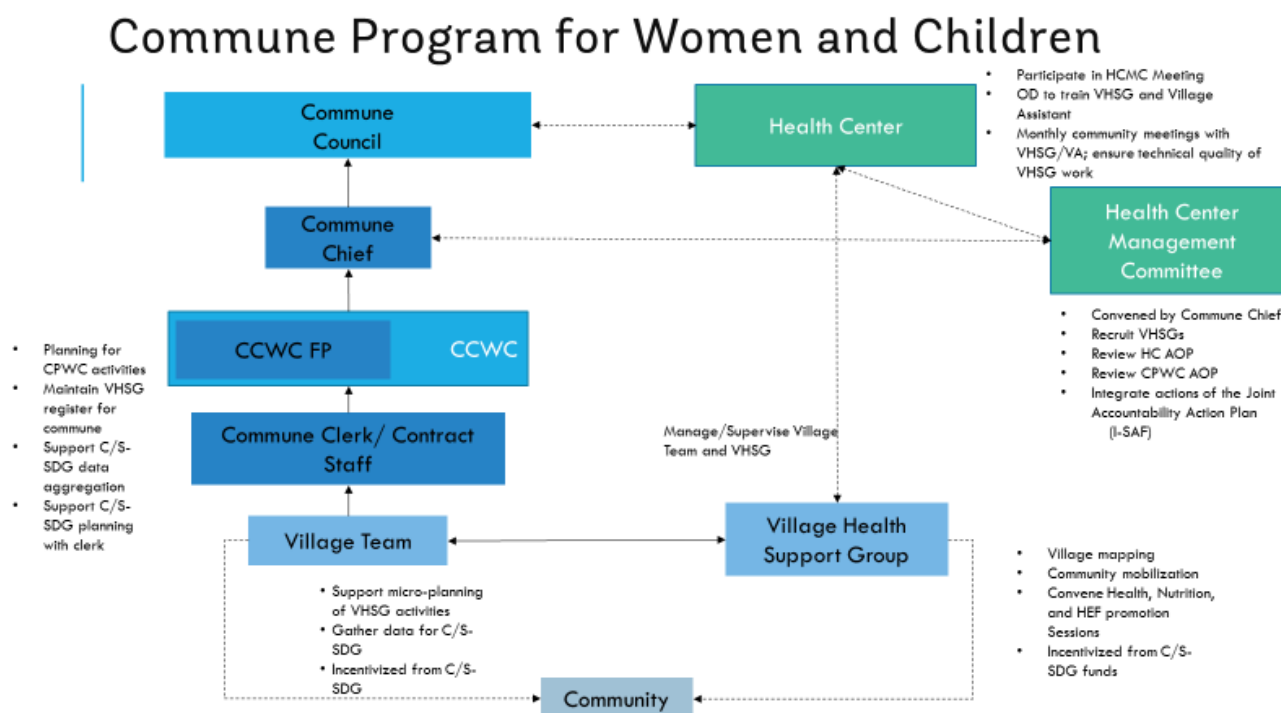 Commune Program for Women and Children
Commune
Council
Health Center
• Participate in HCMC Meeting
• OD to train VHSG and Village
Assistant
• Monthly community meetings with
VHSG/VA; ensure technical quality of
VHSG work
Commune
Chief
Health Center
Management
Committee
• Convened by Commune Chief
• Recruit VHSGs
• Review HC AOP
• Review CPWC AOP
• Integrate actions of the Joint
Accountability Action Plan
(I-SAF)
CCWC FP
CCWC
• Planning for
CPWC activities
• Maintain VHSG
register for
commune
• Support C/S-
SDG data
aggregation
• Support C/S-
SDG planning
with clerk
Commune Clerk/ Contract
Staff
Manage/Supervise Village
Team and VHSG
Village Team
Village Health
Support Group
• Support micro-planning
of VHSG activities
• Gather data for C/S-
SDG
• Incentivized from C/S-
SDG
• Village mapping
• Community mobilization
• Convene Health, Nutrition,
and HEF promotion
Sessions
• Incentivized from C/S-
SDG funds
Community